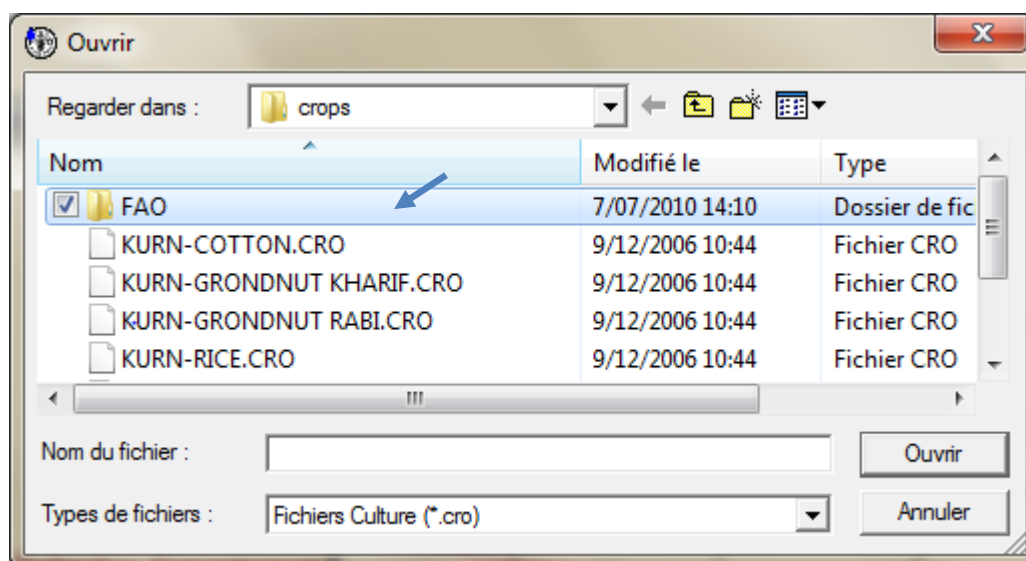 Ouvrir
Regarder dans : crops
Nom Modifié le Type
FAO 7/07/2010 14:10 Dossier de fic
KURN-COTTON.CRO 9/12/2006 10:44 Fichier CRO
KURN-GRONDNUT KHARIF.CRO 9/12/2006 10:44 Fichier CRO
KURN-GRONDNUT RABI.CRO 9/12/2006 10:44 Fichier CRO
KURN-RICE.CRO 9/12/2006 10:44 Fichier CRO
Nom du fichier : Ouvrir
Types de fichiers : Fichiers Culture (*.cro) Annuler